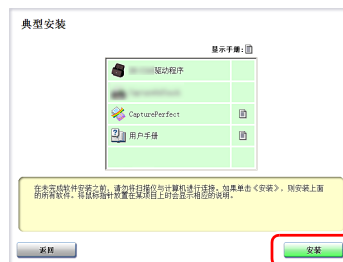 典型安装
显示手册:
驱动程序
CapturePerfect
用户手册
在未完成软件安装之前，请勿将扫描仪与计算机进行连接。如果单击《安装》，则安装上面
的所有软件。将鼠标指针放置在某项目上时会显示相应的说明。
返回
安装